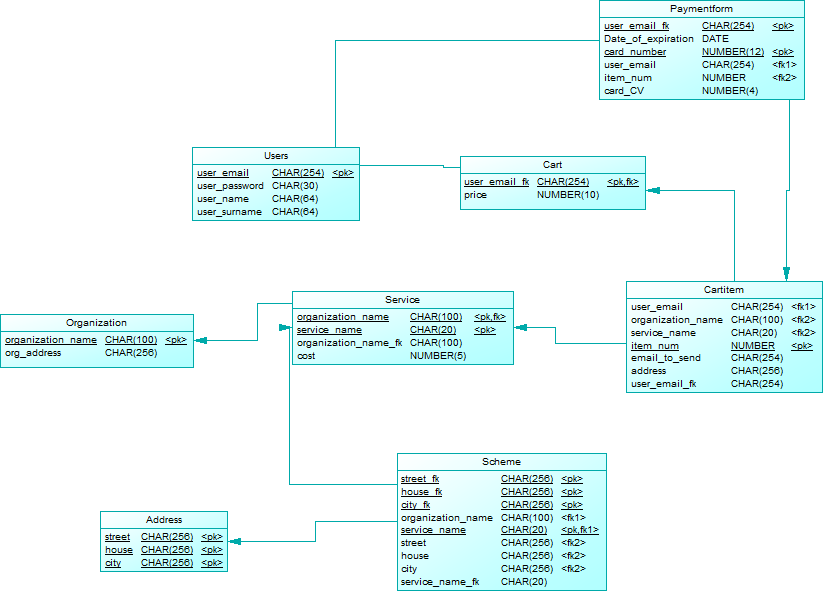 Paymentform
user_email_fk CHAR(254) <pk>
Date_of_expiration DATE
card_number NUMBER(12) <pk>
user_email CHAR(254) <fk1>
item_num NUMBER <fk2>
card_CV NUMBER(4)
Users
user_email CHAR(254) <pk>
user_password CHAR(30)
user_name CHAR(64)
user_surname CHAR(64)
Cart
user_email_fk CHAR(254) <pk,fk>
price NUMBER(10)
Cartitem
user_email CHAR(254) <fk1>
organization_name CHAR(100) <fk2>
service_name CHAR(20) <fk2>
item_num NUMBER <pk>
email_to_send CHAR(254)
address CHAR(256)
user_email_fk CHAR(254)
Service
organization_name CHAR(100) <pk,fk>
service_name CHAR(20) <pk>
organization_name_fk CHAR(100)
cost NUMBER(5)
Organization
organization_name CHAR(100) <pk>
org_address CHAR(256)
Scheme
street_fk CHAR(256) <pk>
house_fk CHAR(256) <pk>
city_fk CHAR(256) <pk>
organization_name CHAR(100) <fk1>
service_name CHAR(20) <pk,fk1>
street CHAR(256) <fk2>
house CHAR(256) <fk2>
city CHAR(256) <fk2>
service_name_fk CHAR(20)
Address
street CHAR(256) <pk>
house CHAR(256) <pk>
city CHAR(256) <pk>